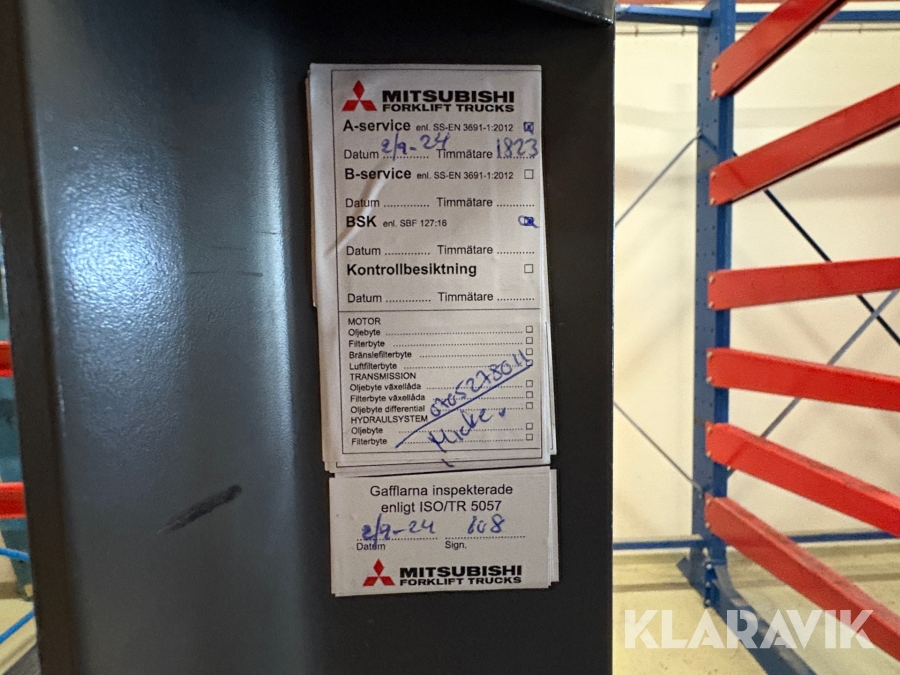 MITSUBISHI
FORKLIFT TRUCKS
A-service enl. SS-EN 3691-1:2012
Datum 2/9-24 Timmätare 1823
B-service enl. SS-EN 3691-1:2012
Datum .............. Timmätare ............
BSK enl. SBF 127:16
Datum .............. Timmätare ............
Kontrollbesiktning
Datum .............. Timmätare ............
MOTOR
Oljebyte
Filterbyte
Bränslefilterbyte
Luftfilterbyte
TRANSMISSION
Oljebyte växellåda
Filterbyte växellåda
Oljebyte differential
HYDRAULSYSTEM
Oljebyte
Filterbyte
Micke
Gafflarna inspekterade
enligt ISO/TR 5057
2/9-24 108
Datum Sign.
MITSUBISHI
FORKLIFT TRUCKS
KLARAVIK